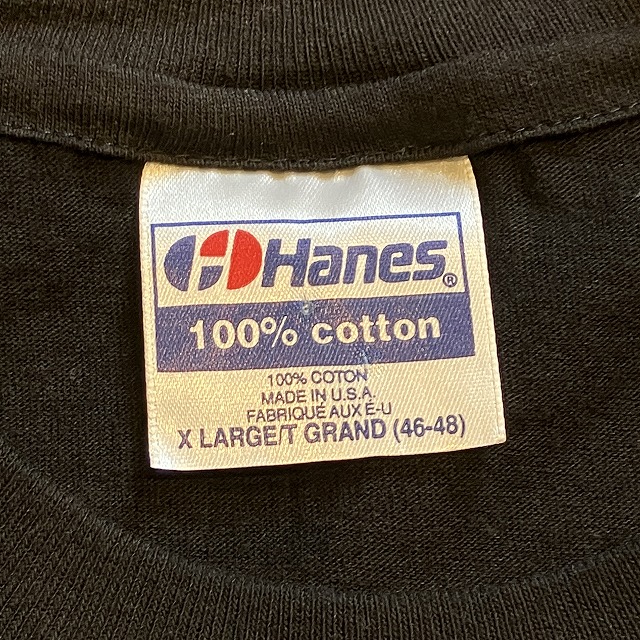 Hanes®
100% cotton
100% COTON
MADE IN U.S.A.
FABRIQUÉ AUX É-U
X LARGE/T GRAND (46-48)